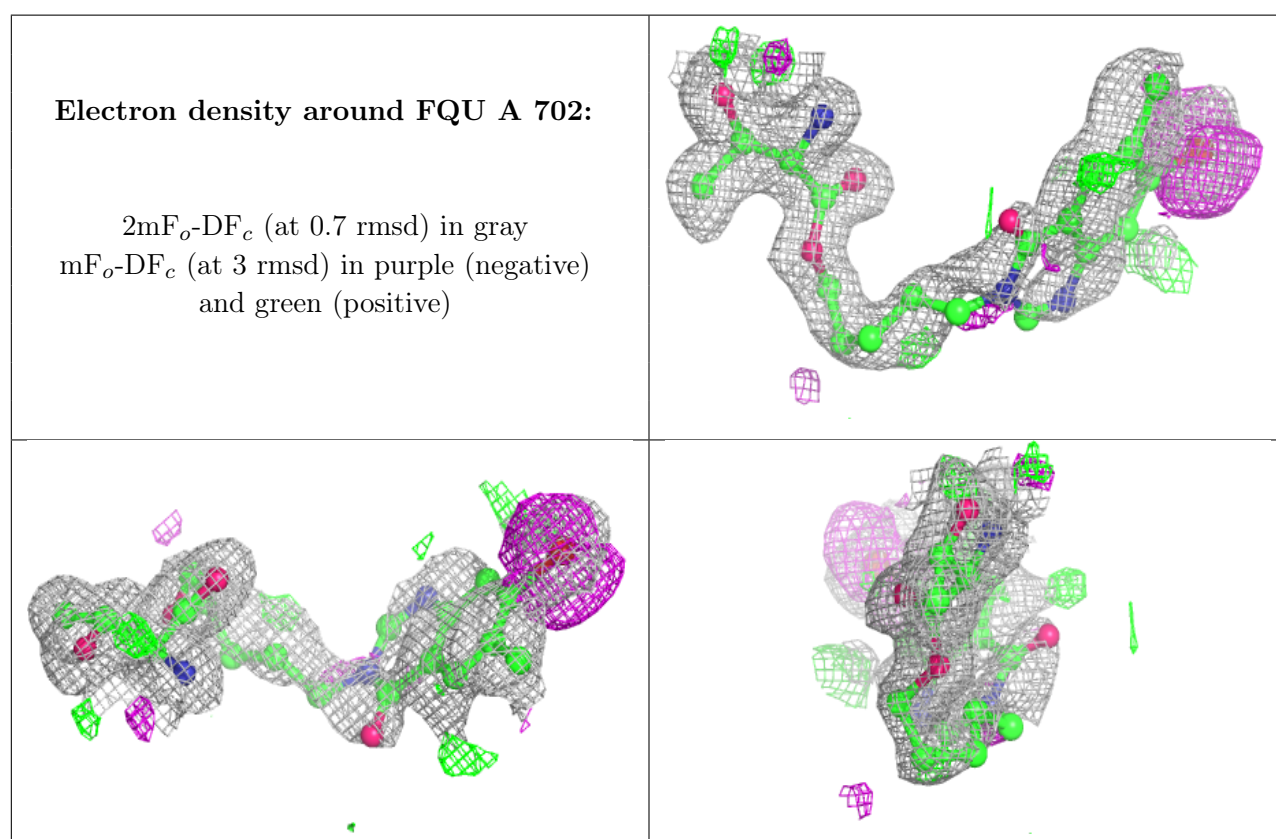 Electron density around FQU A 702:
2mFₒ-DF𝒸 (at 0.7 rmsd) in gray
mFₒ-DF𝒸 (at 3 rmsd) in purple (negative)
and green (positive)